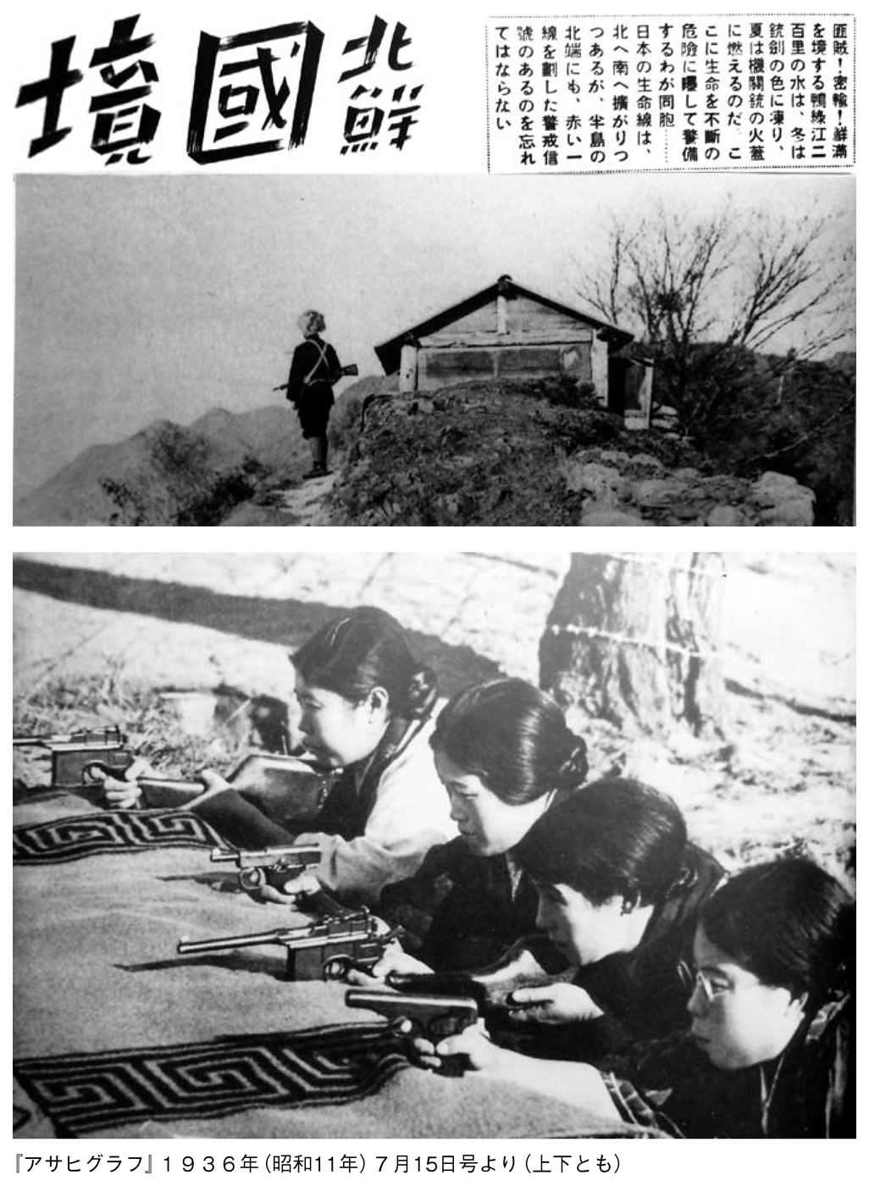 匪賊！密輸！鮮滿
を境する鴨綠江二
百里の水は、冬は
銃劍の色に凍り、
夏は機關銃の火蓋
に燃えるのだ。こ
こに生命を不斷の
危險に曝して警備
するわが同胞……
日本の生命線は、
北へ南へ擴がりつ
つあるが、半島の
北端にも、赤い一
線を劃した警戒信
號のあるのを忘れ
てはならない
北鮮
國境
『アサヒグラフ』１９３６年（昭和11年）７月15日号より（上下とも）